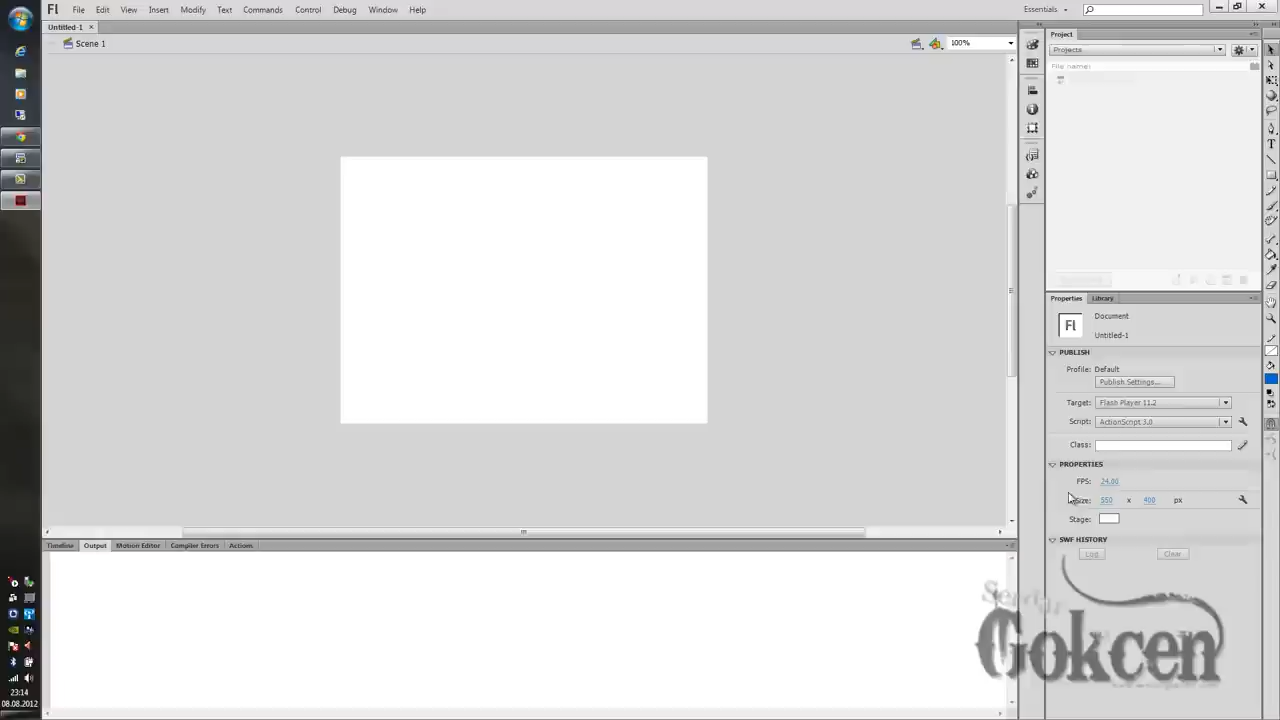 Fl File Edit View Insert Modify Text Commands Control Debug Window Help Essentials
Untitled-1
Scene 1 100%
Project
Projects
File name:
Properties Library
Fl Document
Untitled-1
PUBLISH
Profile: Default
Publish Settings...
Target: Flash Player 11.2
Script: ActionScript 3.0
Class:
PROPERTIES
FPS: 24.00
Size: 550 x 400 px
Stage:
SWF HISTORY
Log Clear
Timeline Output Motion Editor Compiler Errors Actions
Serdar
Gokcen
23:14
08.08.2012